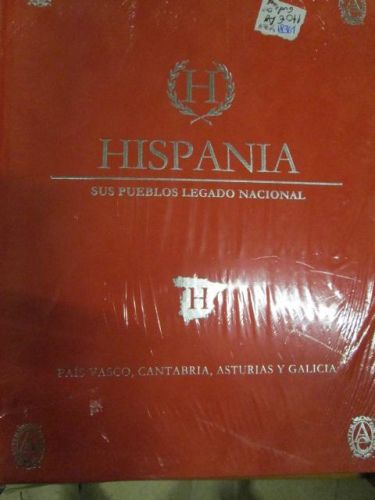 H
HISPANIA
SUS PUEBLOS LEGADO NACIONAL
H
PAÍS VASCO, CANTABRIA, ASTURIAS Y GALICIA